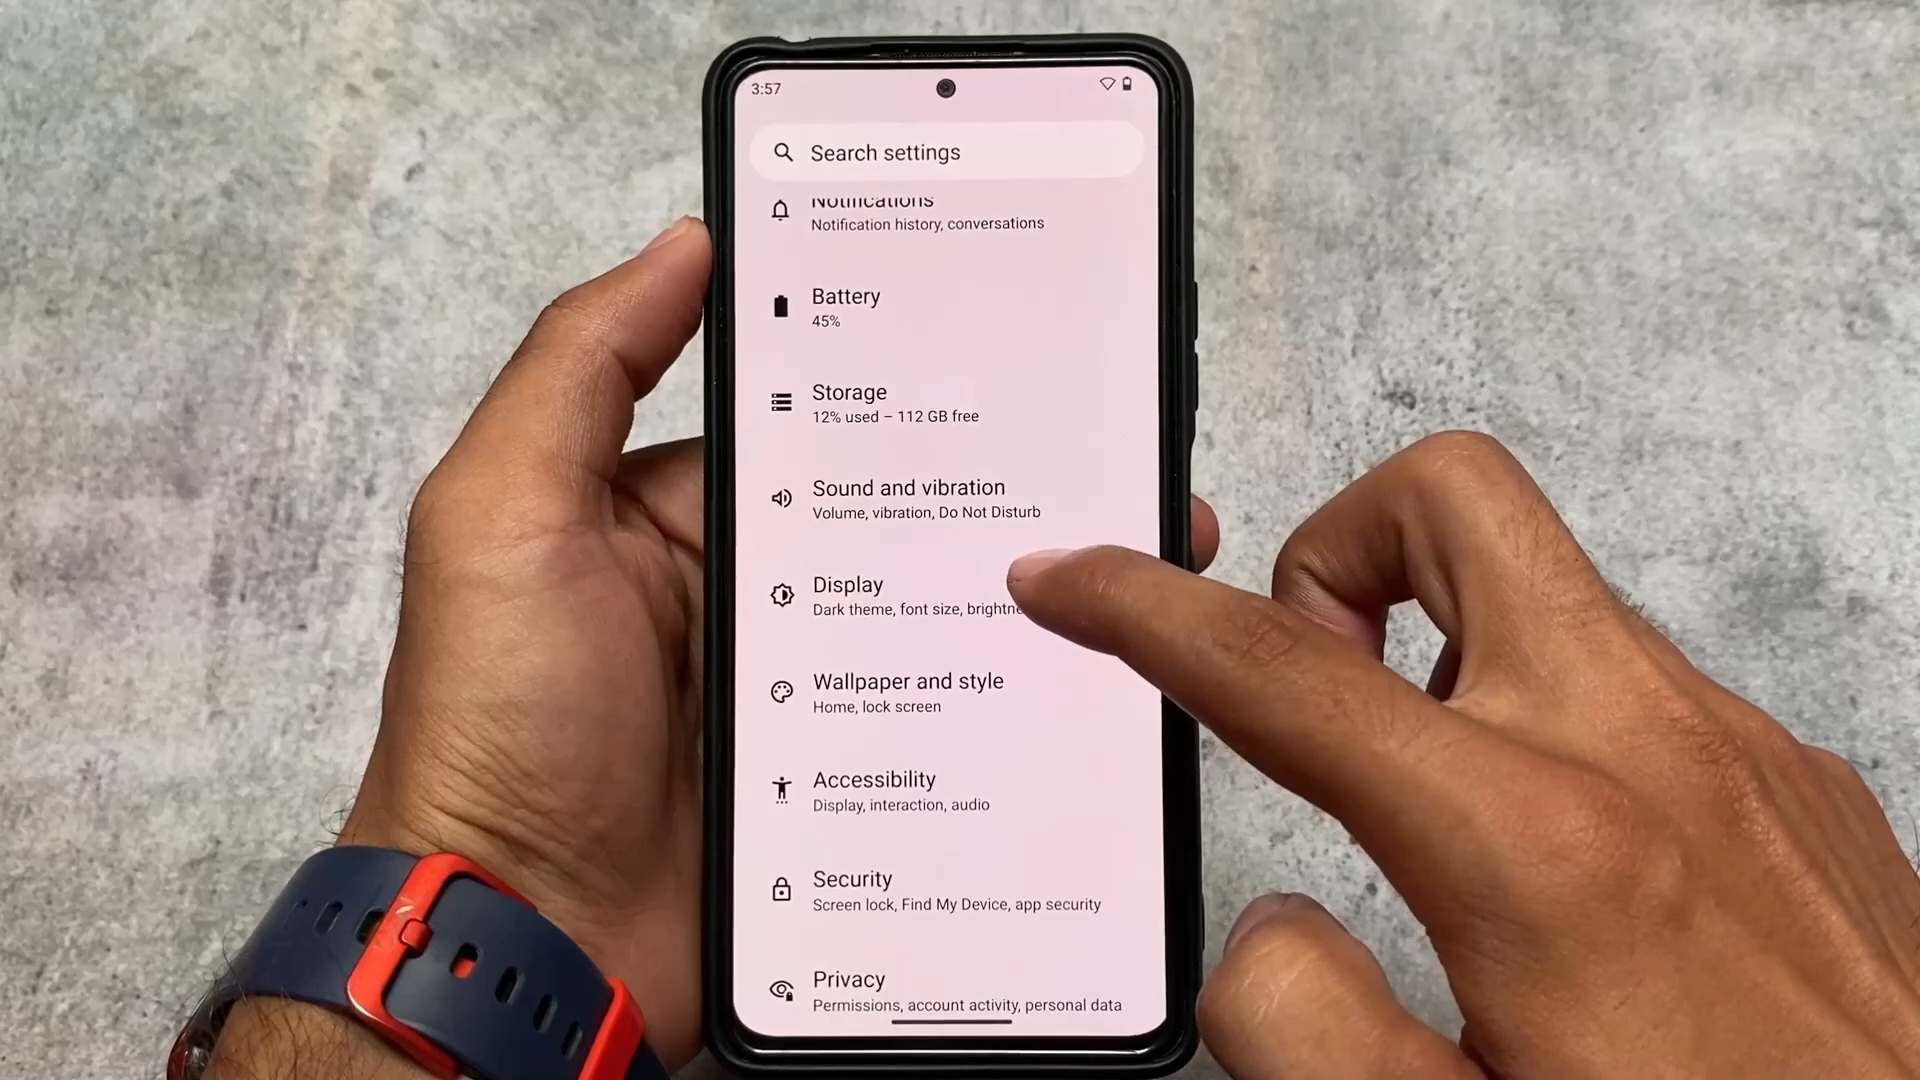 3:57
Search settings
Notifications
Notification history, conversations
Battery
45%
Storage
12% used – 112 GB free
Sound and vibration
Volume, vibration, Do Not Disturb
Display
Dark theme, font size,
Wallpaper and style
Home, lock screen
Accessibility
Display, interaction, audio
Security
Screen lock, Find My Device, app security
Privacy
Permissions, account activity, personal data